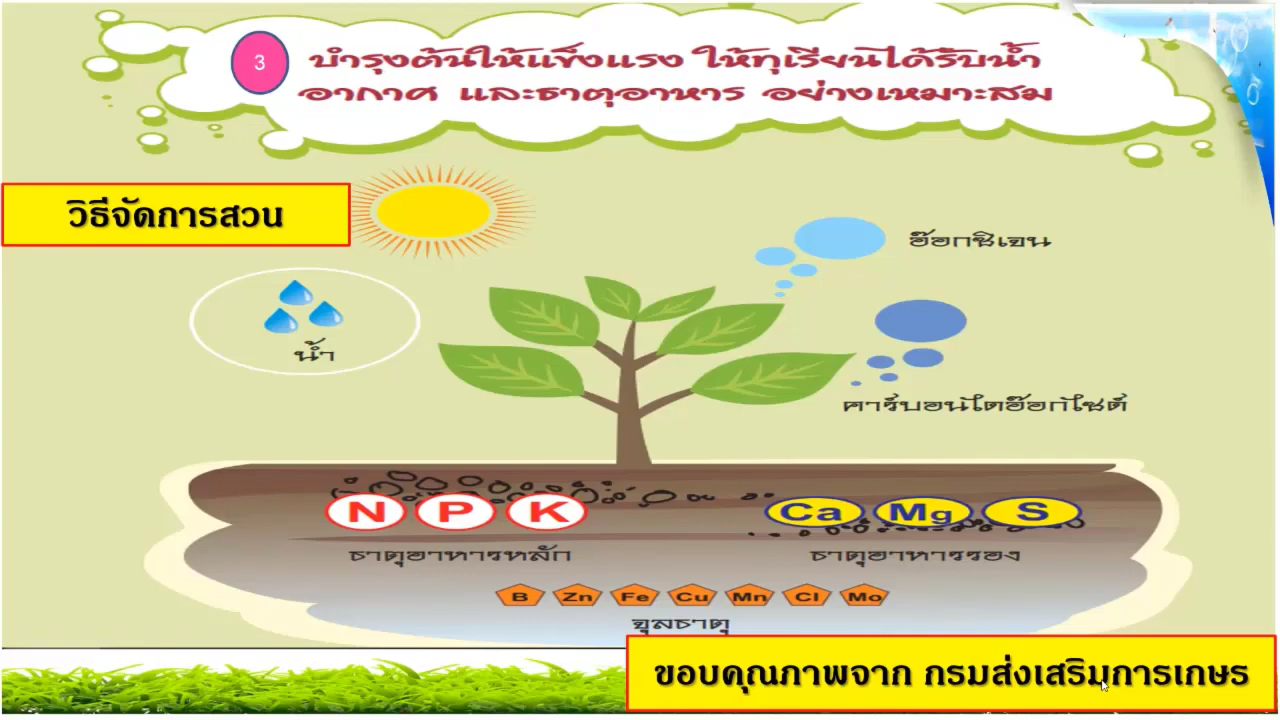 3
บำรุงต้นให้แข็งแรง ให้ทุเรียนได้รับน้ำ
อากาศ และธาตุอาหาร อย่างเหมาะสม
วิธีจัดการสวน
อ๊อกซิเจน
น้ำ
คาร์บอนไดอ๊อกไซด์
N P K
Ca Mg S
ธาตุอาหารหลัก
ธาตุอาหารรอง
B Zn Fe Cu Mn Cl Mo
จุลธาตุ
ขอบคุณภาพจาก กรมส่งเสริมการเกษร